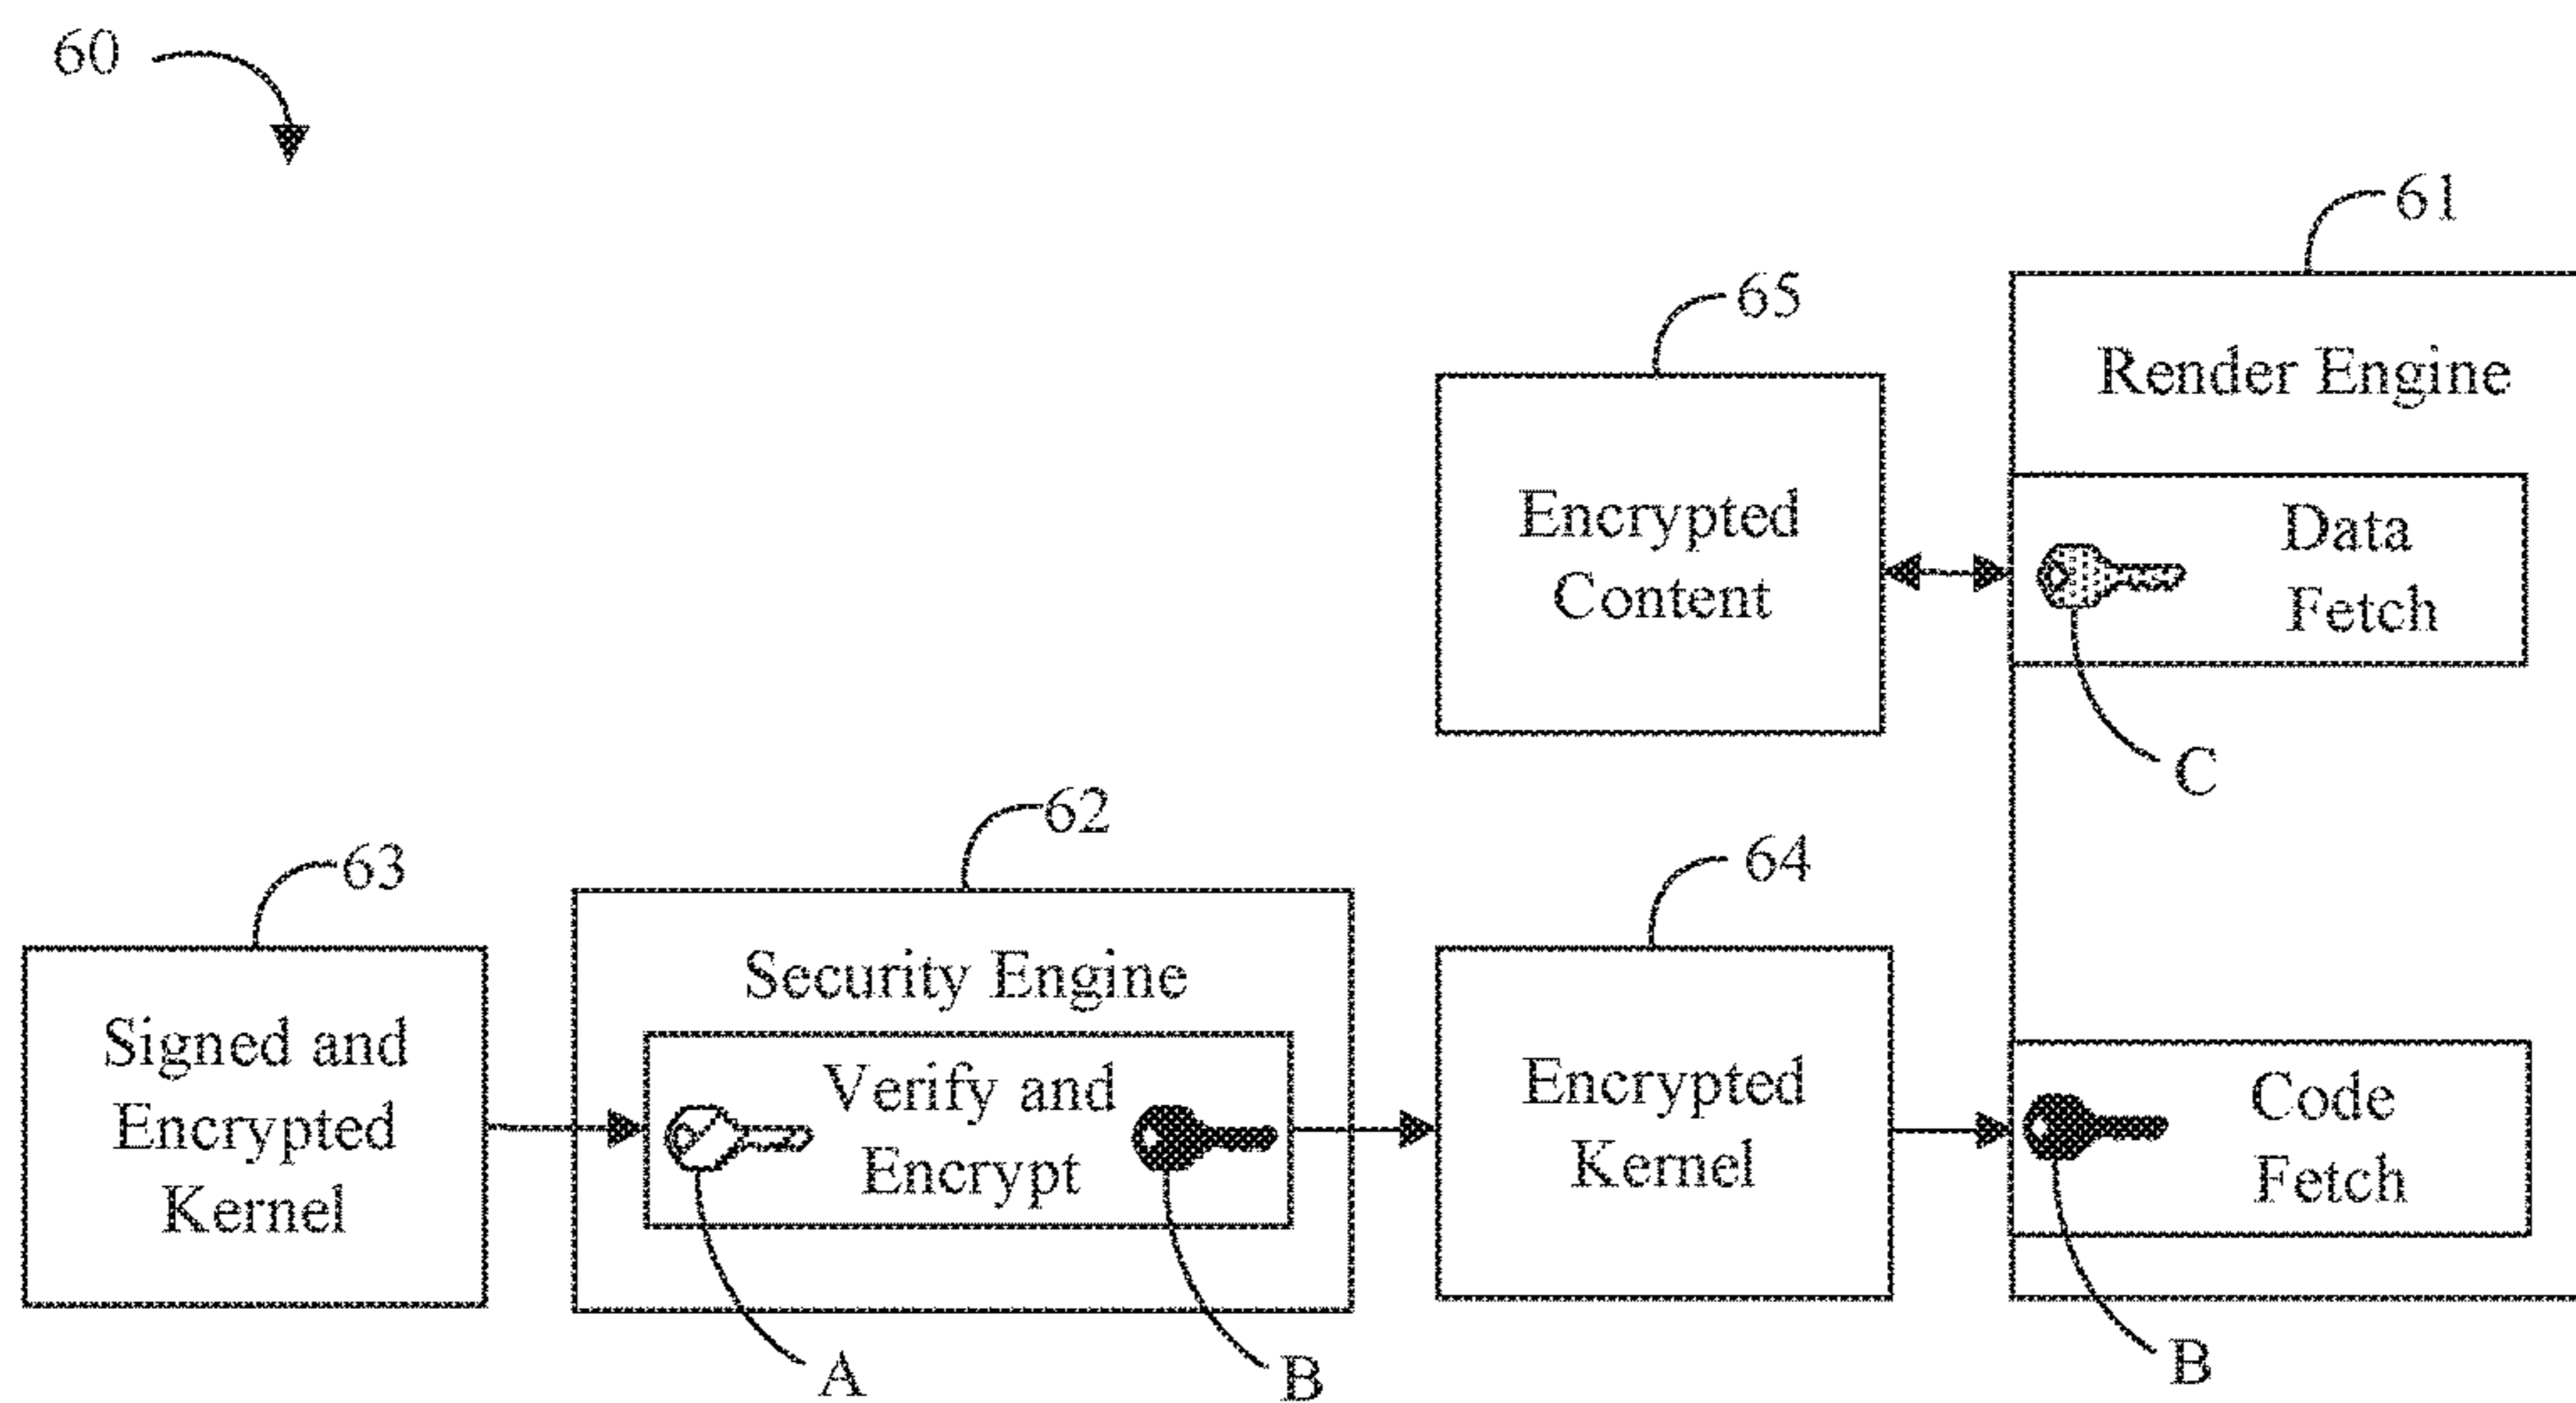 60
61
65
Render Engine
Encrypted
Content
Data
Fetch
C
62
63
64
Security Engine
Signed and
Encrypted
Kernel
Verify and
Encrypt
Encrypted
Kernel
Code
Fetch
A
B
B